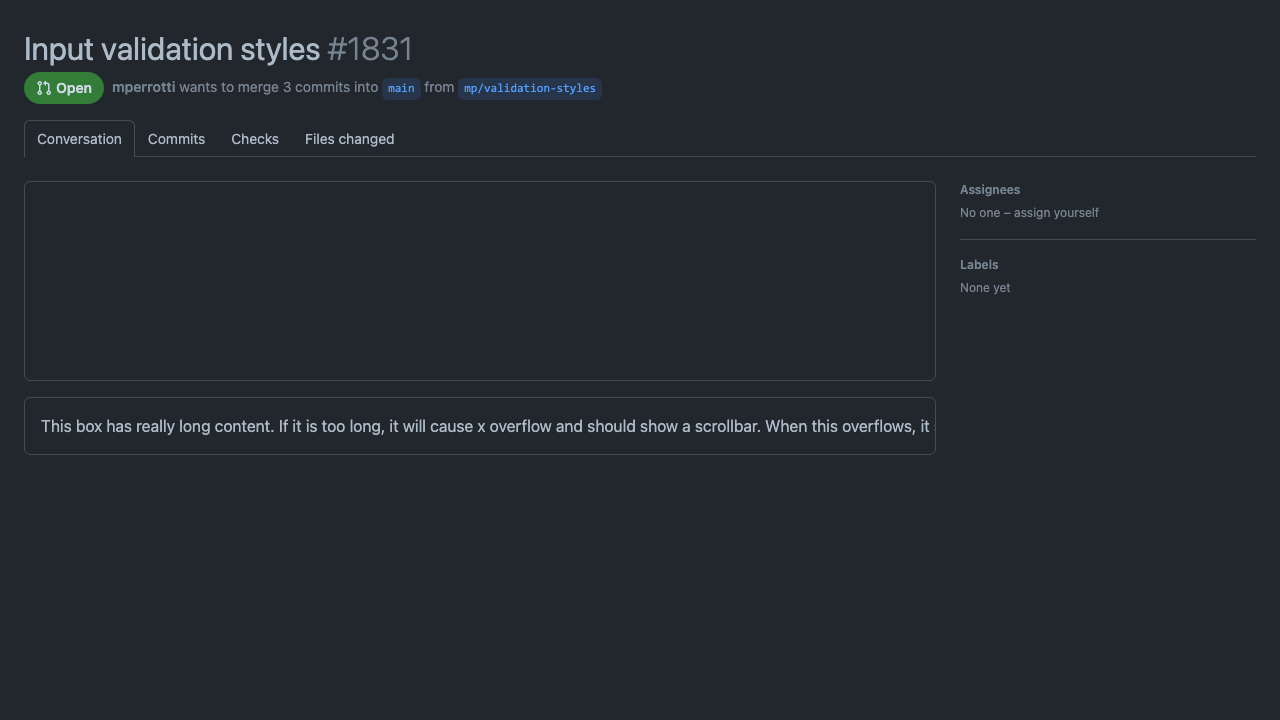 Input validation styles #1831
Open mperrotti wants to merge 3 commits into main from mp/validation-styles
Conversation Commits Checks Files changed
Assignees
No one – assign yourself
Labels
None yet
This box has really long content. If it is too long, it will cause x overflow and should show a scrollbar. When this overflows, it